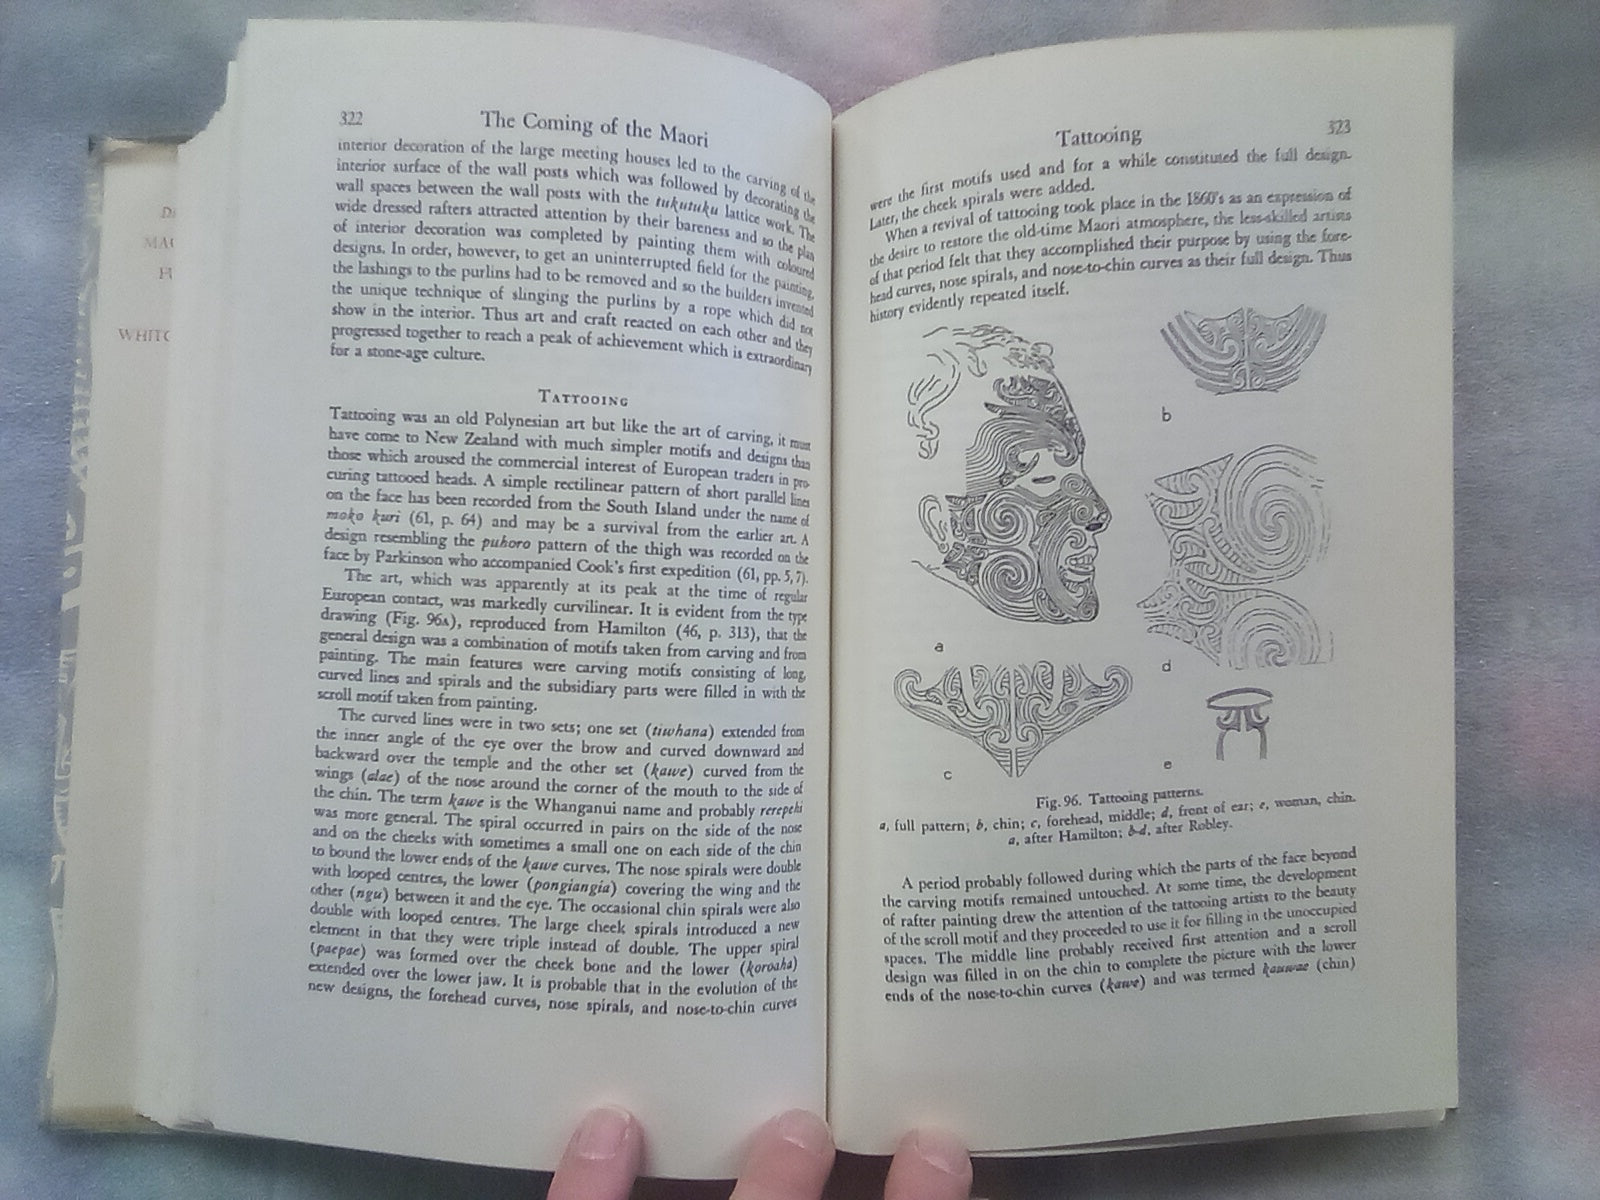 322
The Coming of the Maori
interior decoration of the large meeting houses led to the carving of the
interior surface of the wall posts which was followed by decorating the
wall spaces between the wall posts with the tukutuku lattice work. The
wide dressed rafters attracted attention by their bareness and so the plan
of interior decoration was completed by painting them with coloured
designs. In order, however, to get an uninterrupted field for the painting,
the lashings to the purlins had to be removed and so the builders invented
the unique technique of slinging the purlins by a rope which did not
show in the interior. Thus art and craft reacted on each other and they
progressed together to reach a peak of achievement which is extraordinary
for a stone-age culture.
TATTOOING
Tattooing was an old Polynesian art but like the art of carving, it must
have come to New Zealand with much simpler motifs and designs than
those which aroused the commercial interest of European traders in pro-
curing tattooed heads. A simple rectilinear pattern of short parallel lines
on the face has been recorded from the South Island under the name of
moko kuri (61, p. 64) and may be a survival from the earlier art. A
design resembling the puhoro pattern of the thigh was recorded on the
face by Parkinson who accompanied Cook's first expedition (61, pp. 5, 7).
The art, which was apparently at its peak at the time of regular
European contact, was markedly curvilinear. It is evident from the type
drawing (Fig. 96A), reproduced from Hamilton (46, p. 313), that the
general design was a combination of motifs taken from carving and from
painting. The main features were carving motifs consisting of long,
curved lines and spirals and the subsidiary parts were filled in with the
scroll motif taken from painting.
The curved lines were in two sets; one set (tiwhana) extended from
the inner angle of the eye over the brow and curved downward and
backward over the temple and the other set (kawe) curved from the
wings (alae) of the nose around the corner of the mouth to the side of
the chin. The term kawe is the Whanganui name and probably rerepehi
was more general. The spiral occurred in pairs on the side of the nose
and on the cheeks with sometimes a small one on each side of the chin
to bound the lower ends of the kawe curves. The nose spirals were double
with looped centres, the lower (pongiangia) covering the wing and the
other (ngu) between it and the eye. The occasional chin spirals were also
double with looped centres. The large cheek spirals introduced a new
element in that they were triple instead of double. The upper spiral
(paepae) was formed over the cheek bone and the lower (koroaha)
extended over the lower jaw. It is probable that in the evolution of the
new designs, the forehead curves, nose spirals, and nose-to-chin curves
Tattooing
323
were the first motifs used and for a while constituted the full design.
Later, the cheek spirals were added.
When a revival of tattooing took place in the 1860's as an expression of
the desire to restore the old-time Maori atmosphere, the less-skilled artists
of that period felt that they accomplished their purpose by using the fore-
head curves, nose spirals, and nose-to-chin curves as their full design. Thus
history evidently repeated itself.
b
a
d
c
e
Fig. 96. Tattooing patterns.
a, full pattern; b, chin; c, forehead, middle; d, front of ear; e, woman, chin.
a, after Hamilton; b-d, after Robley.
A period probably followed during which the parts of the face beyond
the carving motifs remained untouched. At some time, the development
of rafter painting drew the attention of the tattooing artists to the beauty
of the scroll motif and they proceeded to use it for filling in the unoccupied
spaces. The middle line probably received first attention and a scroll
design was filled in on the chin to complete the picture with the lower
ends of the nose-to-chin curves (kawe) and was termed kauwae (chin)
WHITC